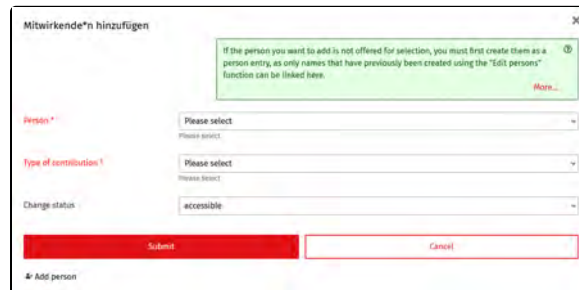 Mitwirkende*n hinzufügen
If the person you want to add is not offered for selection, you must first create them as a
person entry, as only names that have previously been created using the "Edit persons"
function can be linked here.
More...
Person *
Please select
Please select
Type of contribution *
Please select
Please select
Change status
accessible
Submit
Cancel
Add person